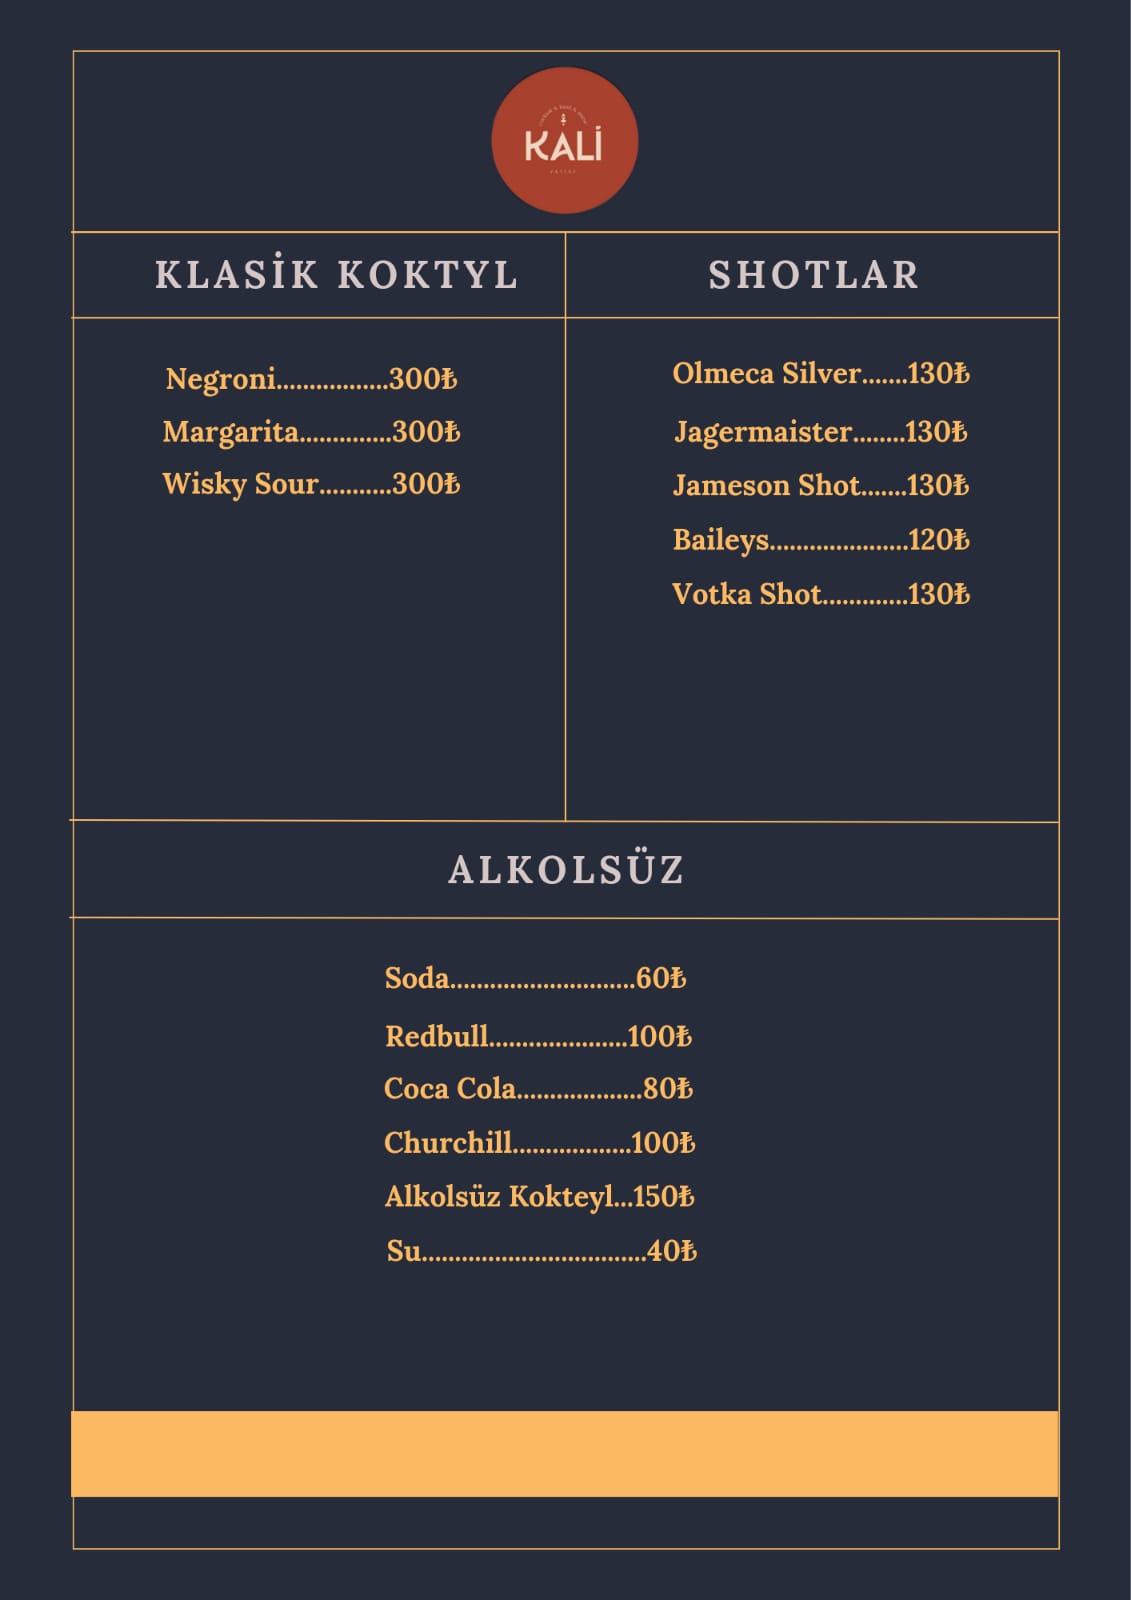 KALİ
KLASİK KOKTYL
Negroni.................300₺
Margarita..............300₺
Wisky Sour...........300₺
SHOTLAR
Olmeca Silver.......130₺
Jagermaister........130₺
Jameson Shot.......130₺
Baileys.....................120₺
Votka Shot.............130₺
ALKOLSÜZ
Soda............................60₺
Redbull.....................100₺
Coca Cola...................80₺
Churchill..................100₺
Alkolsüz Kokteyl...150₺
Su..................................40₺